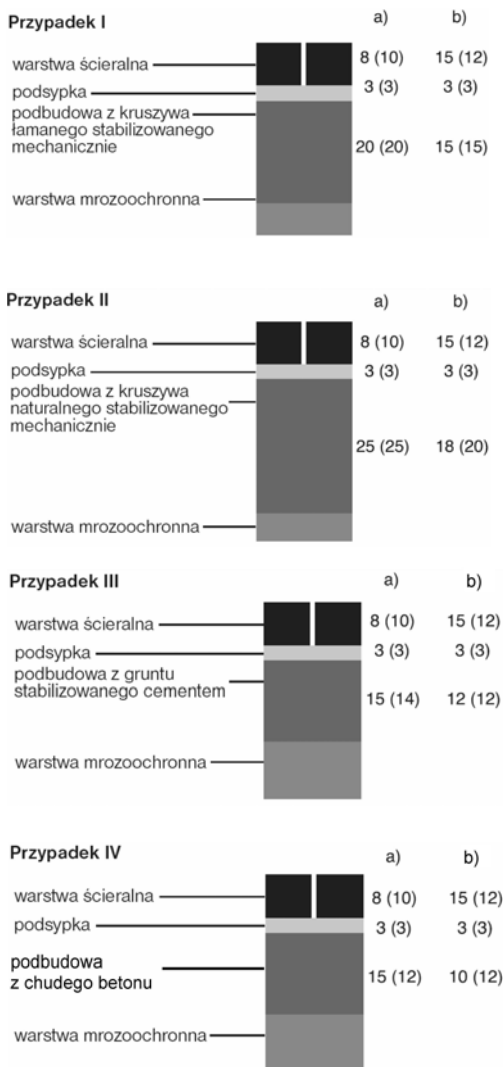 Przypadek I
a) b)
warstwa ścieralna 8 (10) 15 (12)
podsypka 3 (3) 3 (3)
podbudowa z kruszywa
łamanego stabilizowanego
mechanicznie 20 (20) 15 (15)
warstwa mrozoochronna
Przypadek II
a) b)
warstwa ścieralna 8 (10) 15 (12)
podsypka 3 (3) 3 (3)
podbudowa z kruszywa
naturalnego stabilizowanego
mechanicznie
25 (25) 18 (20)
warstwa mrozoochronna
Przypadek III
a) b)
warstwa ścieralna 8 (10) 15 (12)
podsypka 3 (3) 3 (3)
podbudowa z gruntu
stabilizowanego cementem
15 (14) 12 (12)
warstwa mrozoochronna
Przypadek IV
a) b)
warstwa ścieralna 8 (10) 15 (12)
podsypka 3 (3) 3 (3)
podbudowa
z chudego betonu 15 (12) 10 (12)
warstwa mrozoochronna